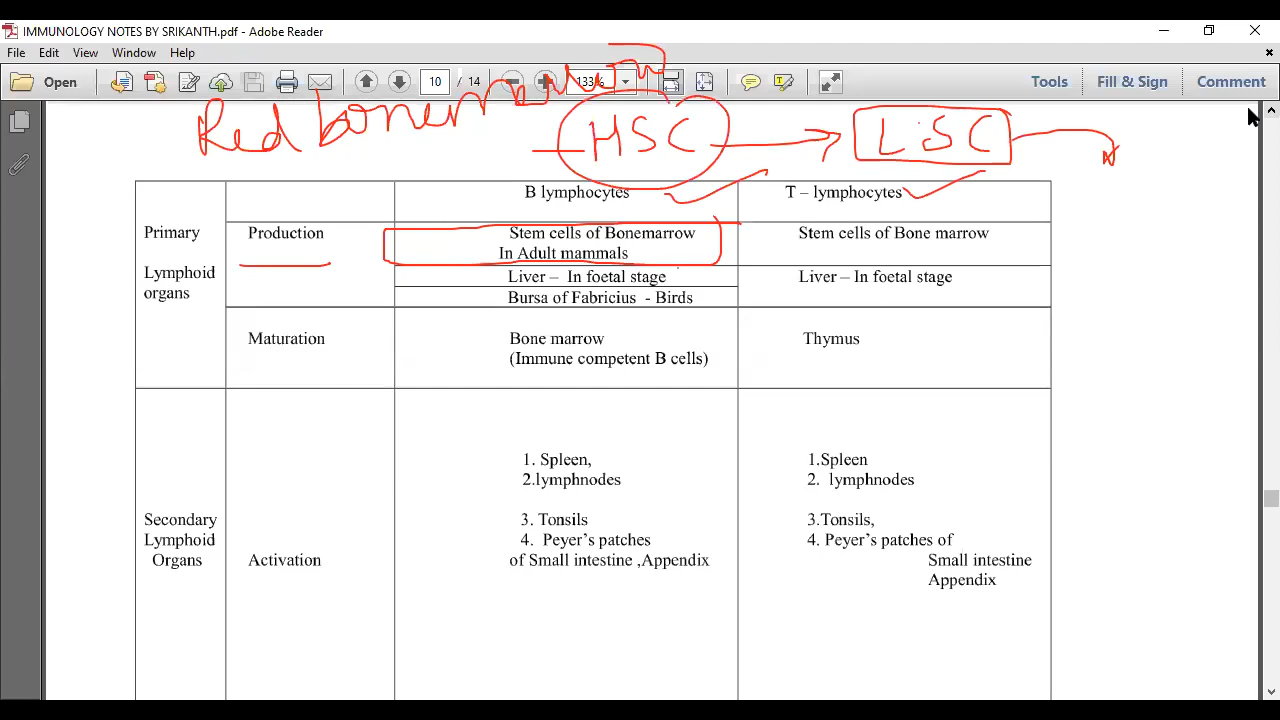 IMMUNOLOGY NOTES BY SRIKANTH.pdf - Adobe Reader
File Edit View Window Help
Open 10 / 14 133% Tools Fill & Sign Comment
Red bonemarrow HSC LSC
B lymphocytes T – lymphocytes
Primary Production Stem cells of Bonemarrow Stem cells of Bone marrow
In Adult mammals
Lymphoid Liver – In foetal stage Liver – In foetal stage
organs Bursa of Fabricius - Birds
Maturation Bone marrow Thymus
(Immune competent B cells)
1. Spleen, 1.Spleen
2.lymphnodes 2. lymphnodes
Secondary 3. Tonsils 3.Tonsils,
Lymphoid 4. Peyer's patches 4. Peyer's patches of
Organs Activation of Small intestine ,Appendix Small intestine
Appendix